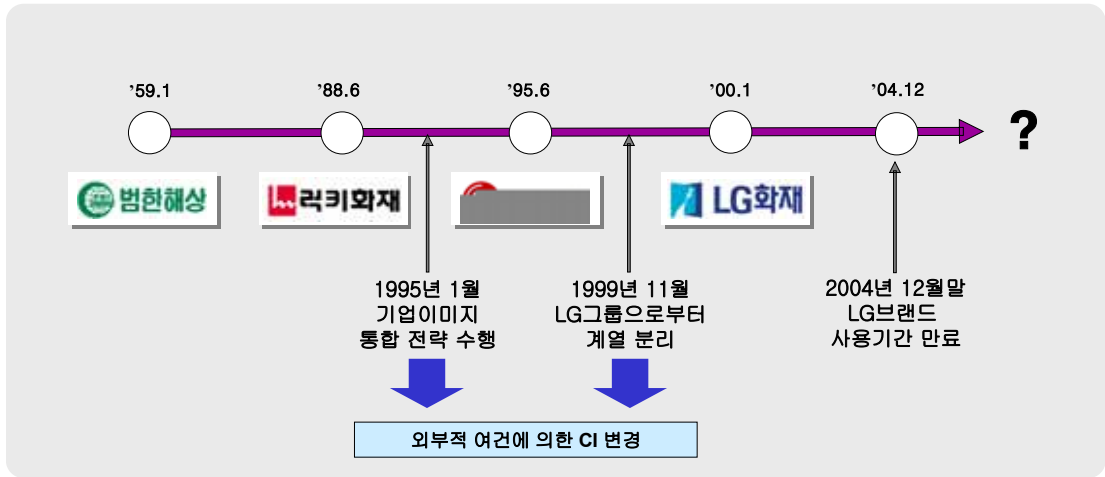 ’59.1
’88.6
’95.6
’00.1
’04.12
?
범한해상
럭키화재
LG화재
1995년 1월
기업이미지
통합 전략 수행
1999년 11월
LG그룹으로부터
계열 분리
2004년 12월말
LG브랜드
사용기간 만료
외부적 여건에 의한 CI 변경